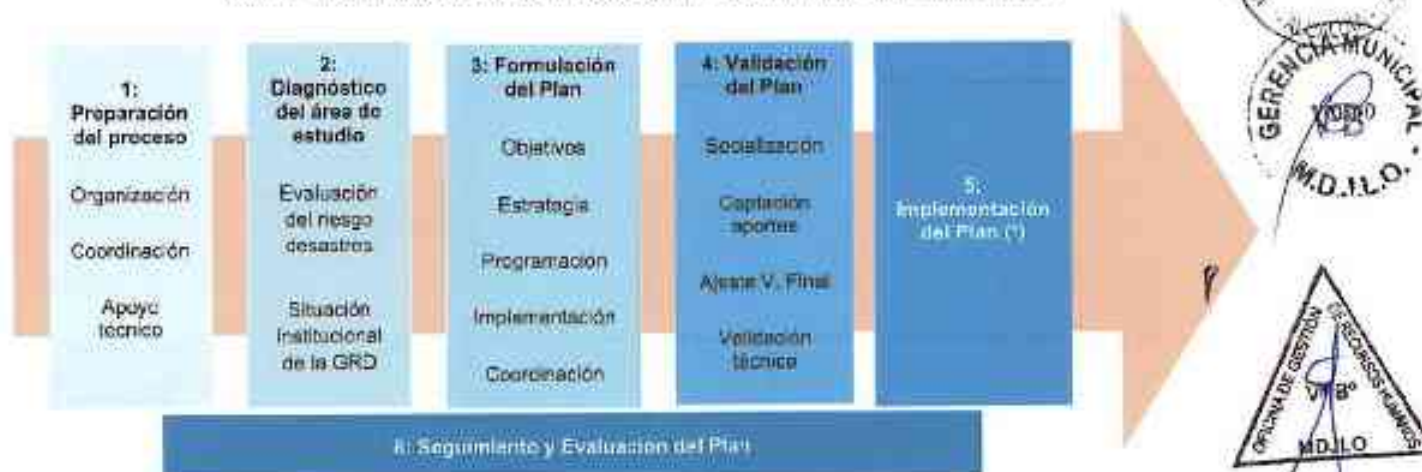 1:
Preparación
del proceso
Organización
Coordinación
Apoyo
técnico
2:
Diagnóstico
del área de
estudio
Evaluación
del riesgo
desastres
Situación
Institucional
de la GRD
3: Formulación
del Plan
Objetivos
Estrategia
Programación
Implementación
Coordinación
4: Validación
del Plan
Socialización
Captación
aportes
Ajuste V. Final
Validación
técnica
5:
Implementación
del Plan (*)
6: Seguimiento y Evaluación del Plan
GERENCIA MUNICIPAL
M.D.J.L.O.
OFICINA DE GESTIÓN
DE RECURSOS HUMANOS
V B°
M.D.J.L.O